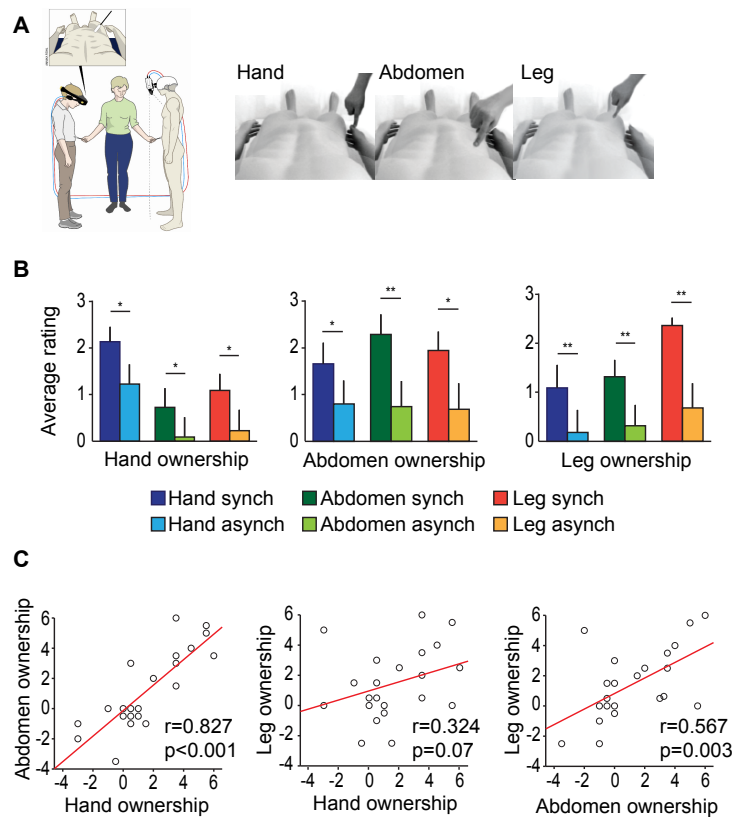 A
Hand Abdomen Leg
B
Average rating
3
2
1
0
* * *
Hand ownership
3
2
1
0
* ** *
Abdomen ownership
3
2
1
0
** ** **
Leg ownership
Hand synch Abdomen synch Leg synch
Hand asynch Abdomen asynch Leg asynch
C
Abdomen ownership
6
4
2
0
-2
-4
r=0.827
p<0.001
-4 -2 0 2 4 6
Hand ownership
Leg ownership
6
4
2
0
-2
-4
r=0.324
p=0.07
-4 -2 0 2 4 6
Hand ownership
Leg ownership
6
4
2
0
-2
-4
r=0.567
p=0.003
-4 -2 0 2 4 6
Abdomen ownership